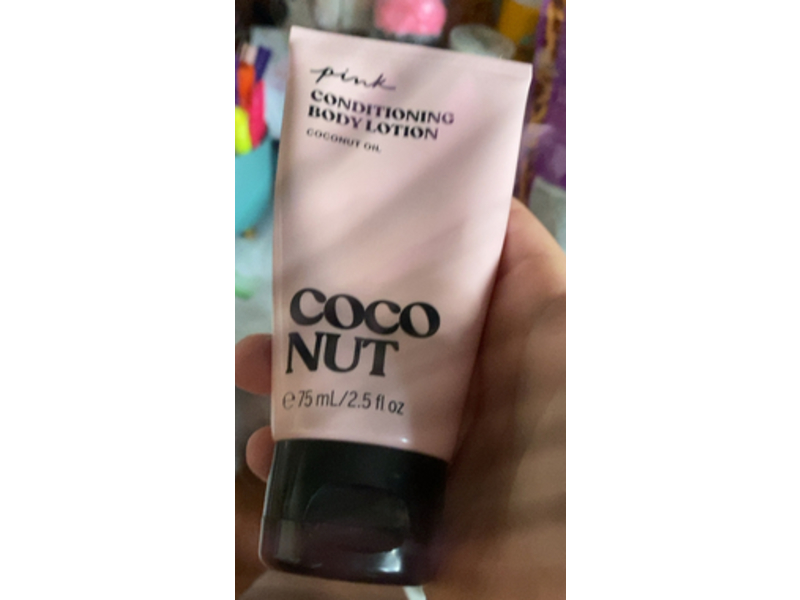 pink
CONDITIONING
BODY LOTION
COCONUT OIL
COCO
NUT
℮ 75 mL/2.5 fl oz